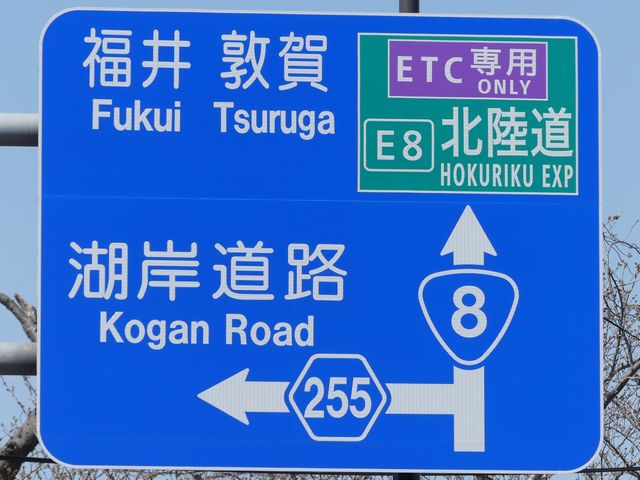 福井 敦賀
Fukui Tsuruga
ETC専用
ONLY
E8 北陸道
HOKURIKU EXP
湖岸道路
Kogan Road
8
255